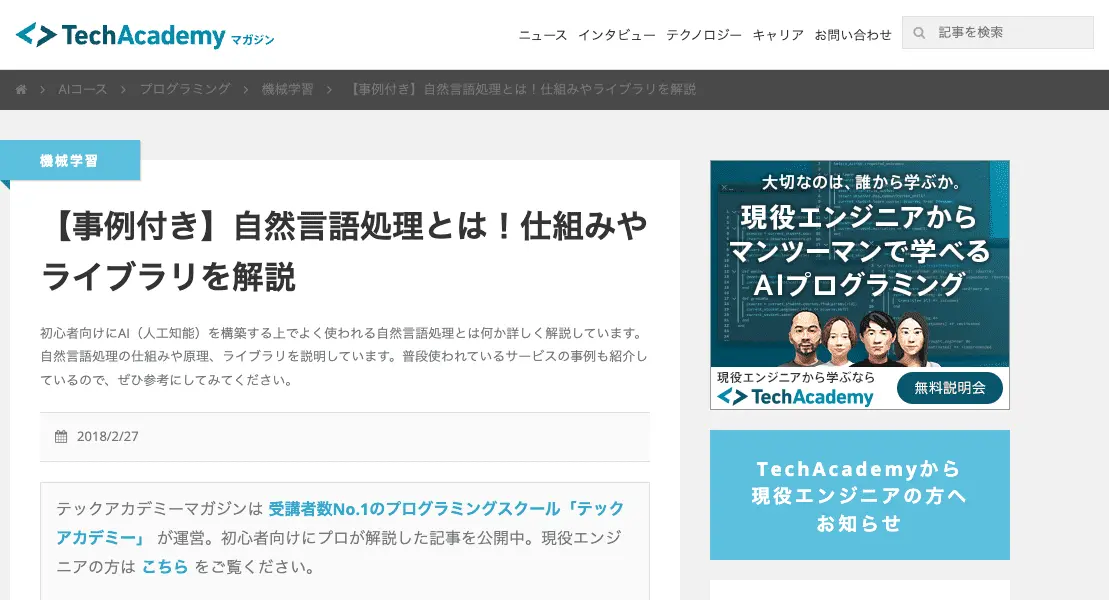 TechAcademy マガジン
ニュース インタビュー テクノロジー キャリア お問い合わせ 記事を検索
AIコース 〉 プログラミング 〉 機械学習 〉 【事例付き】自然言語処理とは！仕組みやライブラリを解説
機械学習
【事例付き】自然言語処理とは！仕組みや
ライブラリを解説
初心者向けにAI（人工知能）を構築する上でよく使われる自然言語処理とは何か詳しく解説しています。
自然言語処理の仕組みや原理、ライブラリを説明しています。普段使われているサービスの事例も紹介し
ているので、ぜひ参考にしてみてください。
2018/2/27
テックアカデミーマガジンは 受講者数No.1のプログラミングスクール「テック
アカデミー」 が運営。初心者向けにプロが解説した記事を公開中。現役エンジ
ニアの方は こちら をご覧ください。
大切なのは、誰から学ぶか。
現役エンジニアから
マンツーマンで学べる
AIプログラミング
現役エンジニアから学ぶなら
TechAcademy
無料説明会
TechAcademyから
現役エンジニアの方へ
お知らせ